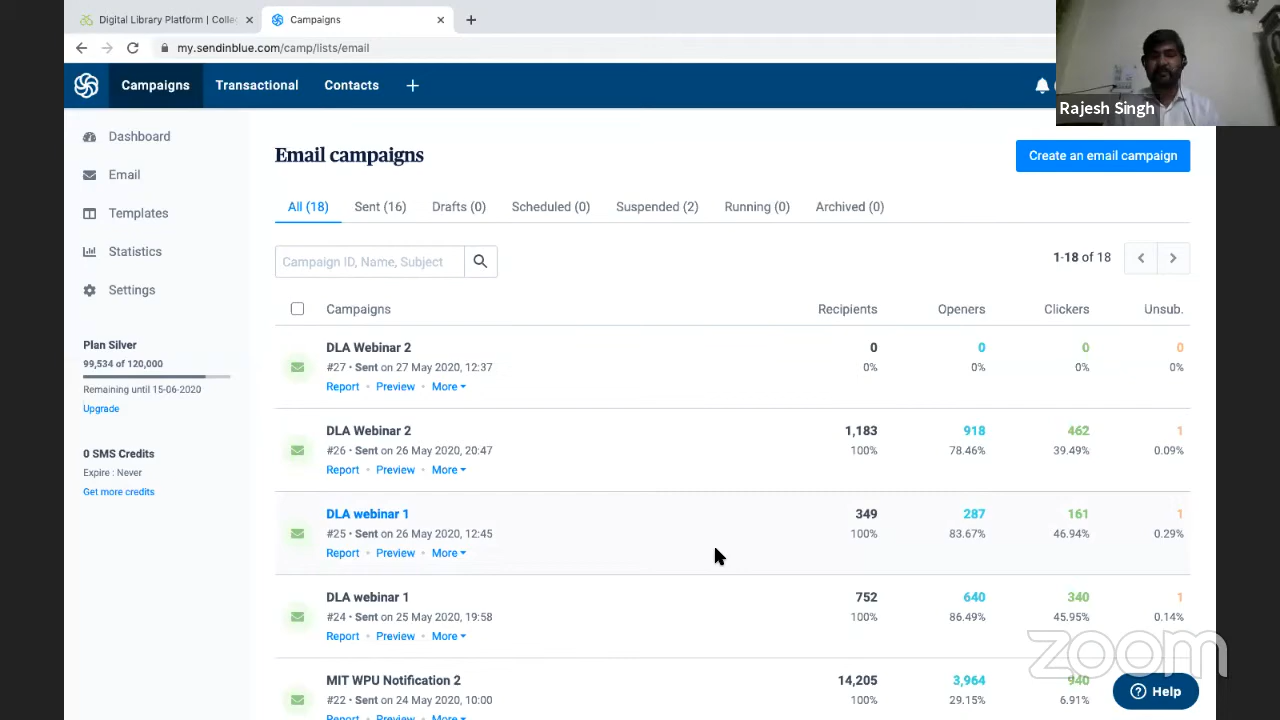 Digital Library Platform | Colle
Campaigns
my.sendinblue.com/camp/lists/email
Campaigns
Transactional
Contacts
Rajesh Singh
Dashboard
Email
Templates
Statistics
Settings
Plan Silver
99,534 of 120,000
Remaining until 15-06-2020
Upgrade
0 SMS Credits
Expire : Never
Get more credits
Email campaigns
Create an email campaign
All (18) Sent (16) Drafts (0) Scheduled (0) Suspended (2) Running (0) Archived (0)
Campaign ID, Name, Subject
1-18 of 18
Campaigns Recipients Openers Clickers Unsub.
DLA Webinar 2 0 0 0 0
#27 • Sent on 27 May 2020, 12:37 0% 0% 0% 0%
Report • Preview • More
DLA Webinar 2 1,183 918 462 1
#26 • Sent on 26 May 2020, 20:47 100% 78.46% 39.49% 0.09%
Report • Preview • More
DLA webinar 1 349 287 161 1
#25 • Sent on 26 May 2020, 12:45 100% 83.67% 46.94% 0.29%
Report • Preview • More
DLA webinar 1 752 640 340 1
#24 • Sent on 25 May 2020, 19:58 100% 86.49% 45.95% 0.14%
Report • Preview • More
zoom
MIT WPU Notification 2 14,205 3,964 940
#22 • Sent on 24 May 2020, 10:00 100% 29.15% 6.91%
Report • Preview • More
Help